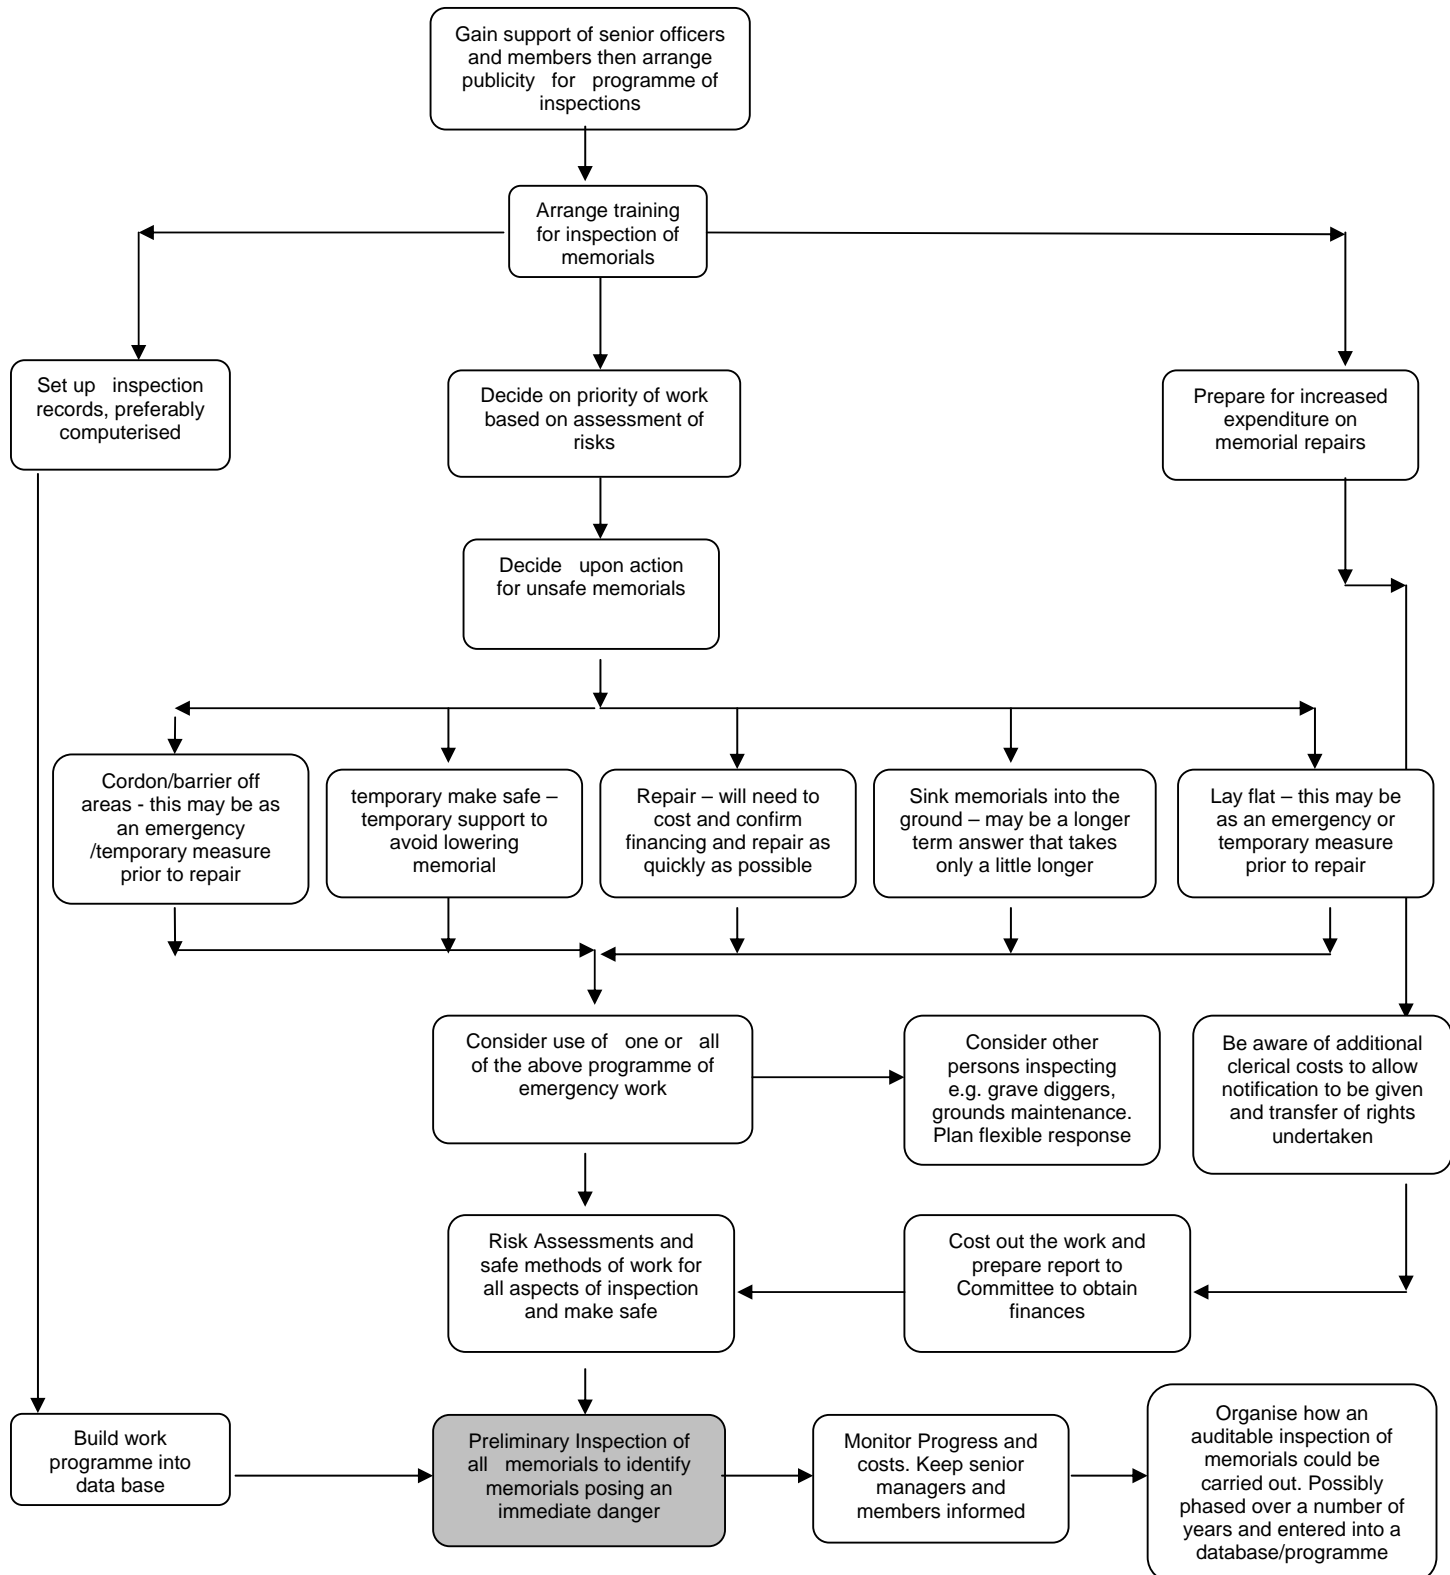 Gain support of senior officers
and members then arrange
publicity for programme of
inspections
Arrange training
for inspection of
memorials
Set up inspection
records, preferably
computerised
Decide on priority of work
based on assessment of
risks
Prepare for increased
expenditure on
memorial repairs
Decide upon action
for unsafe memorials
Cordon/barrier off
areas - this may be as
an emergency
/temporary measure
prior to repair
temporary make safe –
temporary support to
avoid lowering
memorial
Repair – will need to
cost and confirm
financing and repair as
quickly as possible
Sink memorials into the
ground – may be a longer
term answer that takes
only a little longer
Lay flat – this may be
as an emergency or
temporary measure
prior to repair
Consider use of one or all
of the above programme of
emergency work
Consider other
persons inspecting
e.g. grave diggers,
grounds maintenance.
Plan flexible response
Be aware of additional
clerical costs to allow
notification to be given
and transfer of rights
undertaken
Risk Assessments and
safe methods of work for
all aspects of inspection
and make safe
Cost out the work and
prepare report to
Committee to obtain
finances
Build work
programme into
data base
Preliminary Inspection of
all memorials to identify
memorials posing an
immediate danger
Monitor Progress and
costs. Keep senior
managers and
members informed
Organise how an
auditable inspection of
memorials could be
carried out. Possibly
phased over a number of
years and entered into a
database/programme